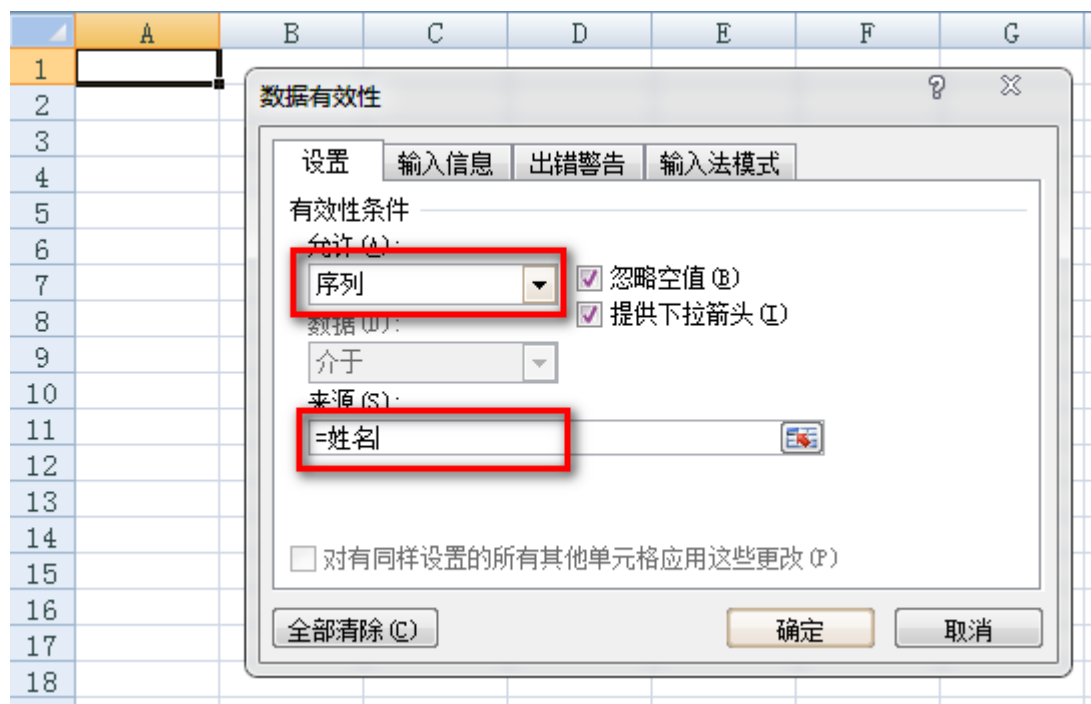 A B C D E F G
1
2
数据有效性
3
设置 输入信息 出错警告 输入法模式
4
5
有效性条件
6
允许(A):
7
序列 忽略空值(B)
8
提供下拉箭头(I)
数据(D):
9
介于
10
来源(S):
11
=姓名
12
13
14
对有同样设置的所有其他单元格应用这些更改(P)
15
16
全部清除(C) 确定 取消
17
18